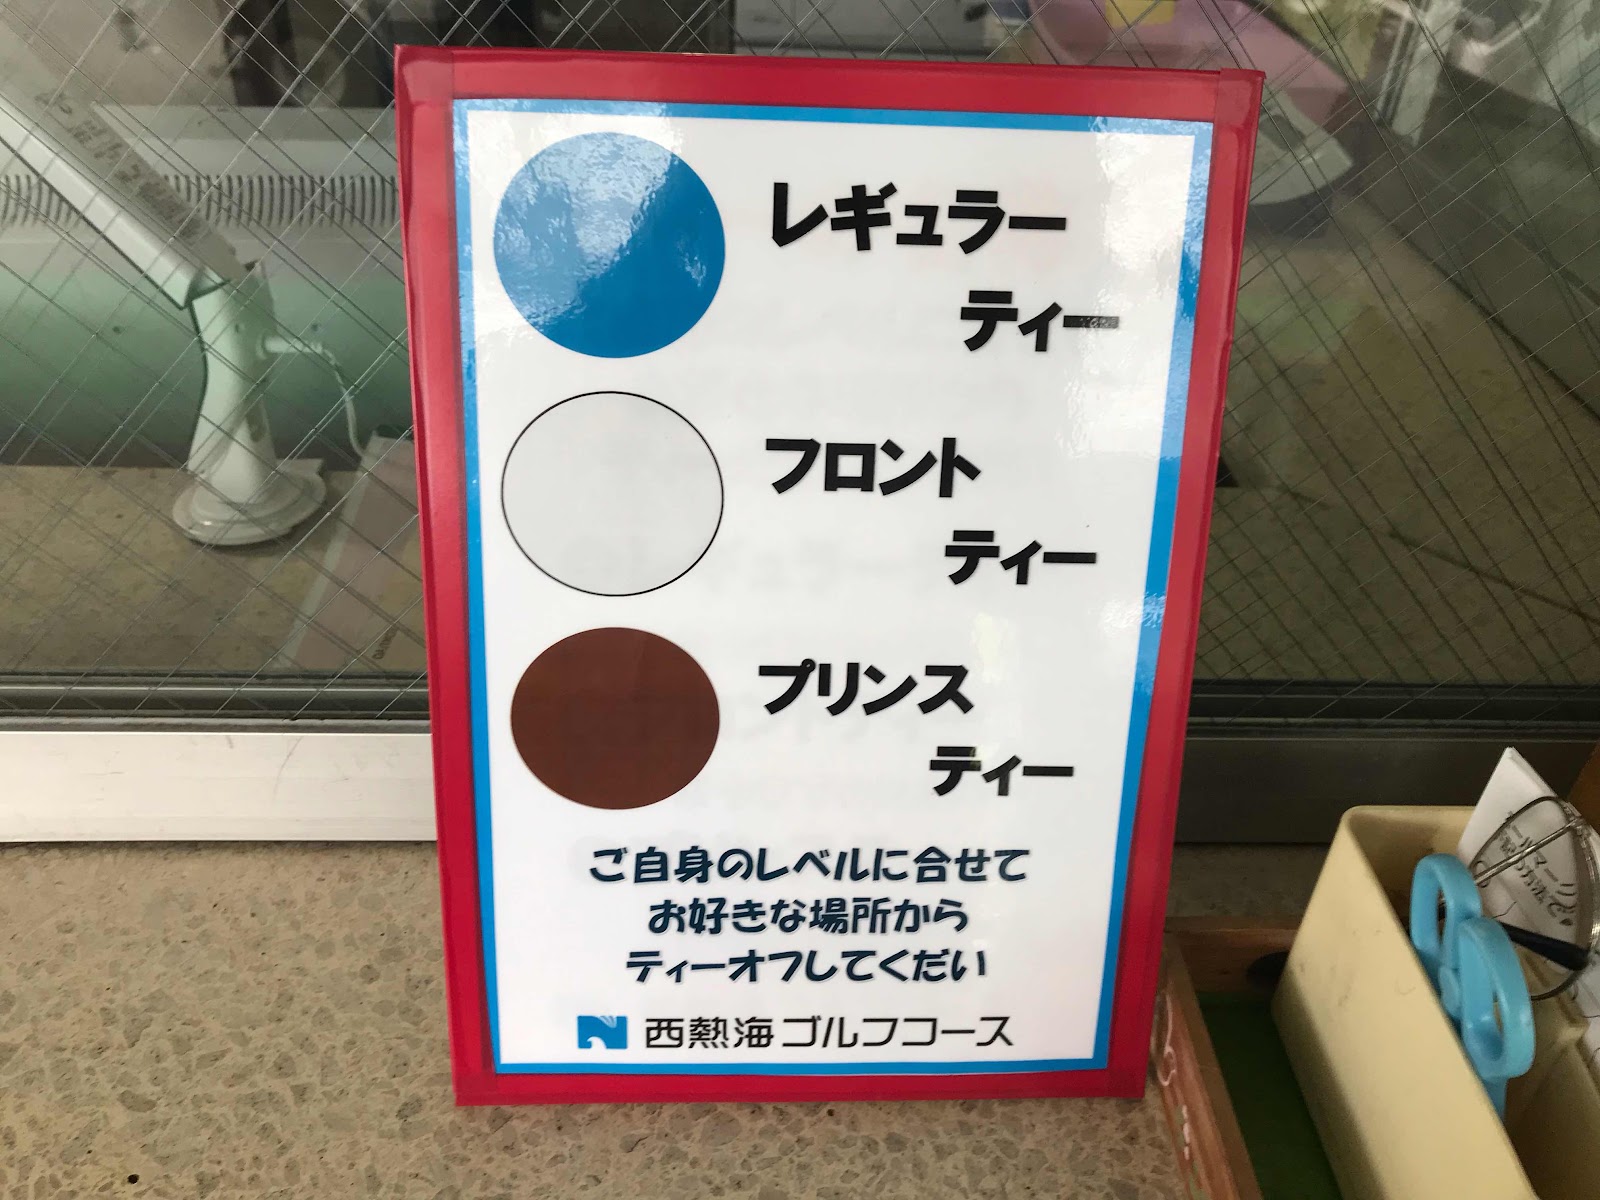 レギュラー
ティー
フロント
ティー
プリンス
ティー
ご自身のレベルに合せて
お好きな場所から
ティーオフしてくだい
西熱海ゴルフコース